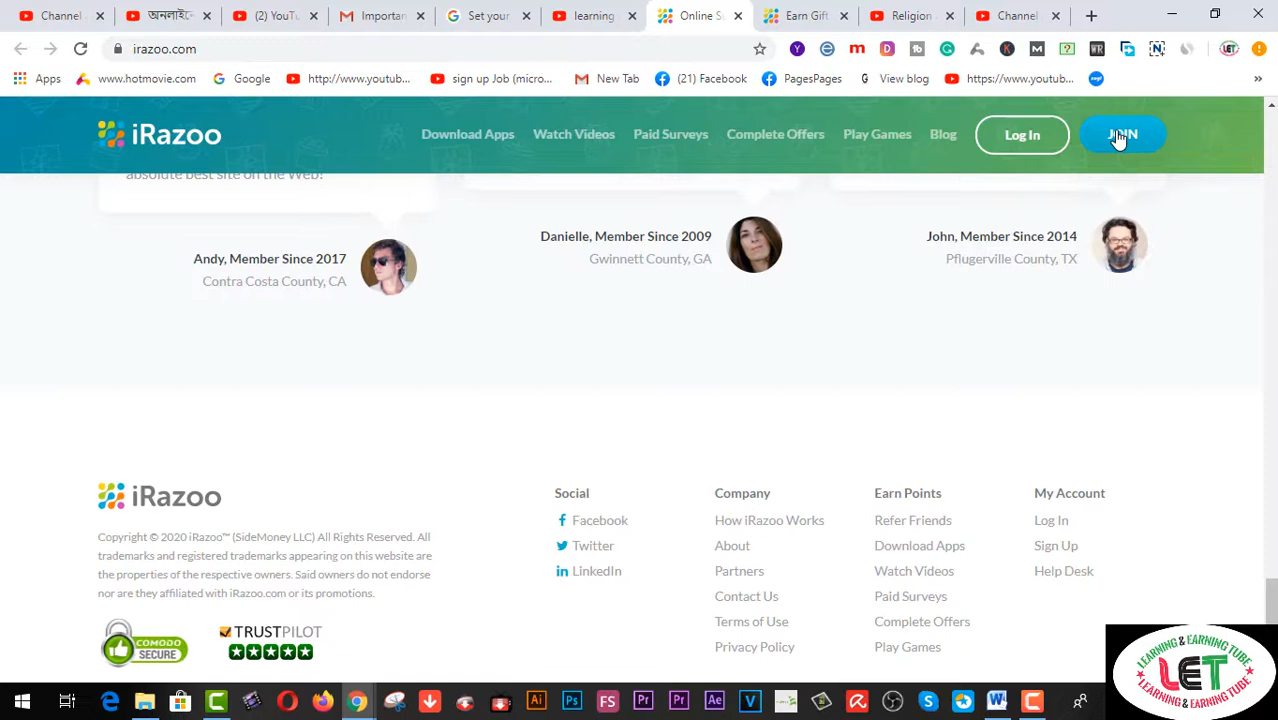 Channel
অনলাইনে
(2) YouTu
Importan
Set your
learning
Online Su
Earn Gift
Religion a
Channel
irazoo.com
Apps
www.hotmovie.com
Google
http://www.youtub...
sign up Job (micro...
New Tab
(21) Facebook
PagesPages
View blog
https://www.youtub...
»
iRazoo
Download Apps
Watch Videos
Paid Surveys
Complete Offers
Play Games
Blog
Log In
JOIN
absolute best site on the Web!
Andy, Member Since 2017
Contra Costa County, CA
Danielle, Member Since 2009
Gwinnett County, GA
John, Member Since 2014
Pflugerville County, TX
iRazoo
Copyright © 2020 iRazoo™ (SideMoney LLC) All Rights Reserved. All
trademarks and registered trademarks appearing on this website are
the properties of the respective owners. Said owners do not endorse
nor are they affiliated with iRazoo.com or its promotions.
COMODO
SECURE
TRUSTPILOT
Social
Facebook
Twitter
LinkedIn
Company
How iRazoo Works
About
Partners
Contact Us
Terms of Use
Privacy Policy
Earn Points
Refer Friends
Download Apps
Watch Videos
Paid Surveys
Complete Offers
Play Games
My Account
Log In
Sign Up
Help Desk
LEARNING & EARNING TUBE
LET
LEARNING & EARNING TUBE